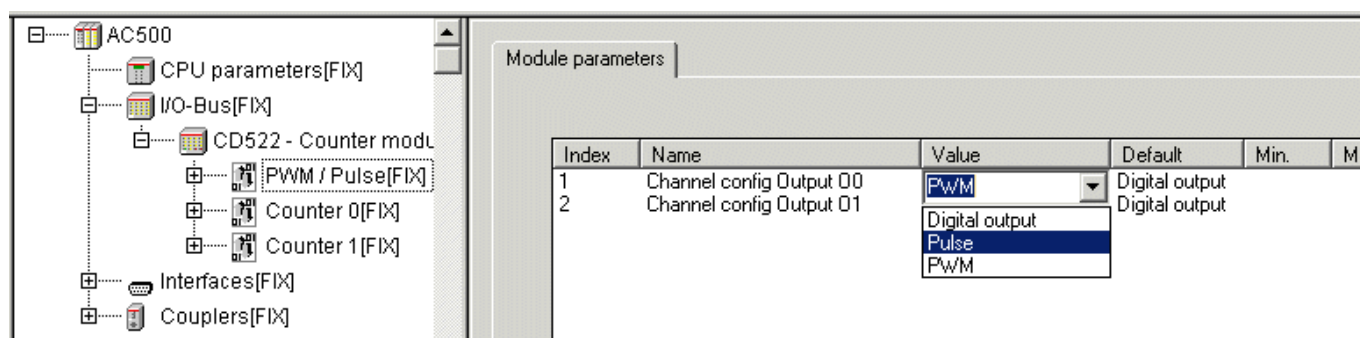 AC500
CPU parameters[FIX]
I/O-Bus[FIX]
CD522 - Counter modu
PWM / Pulse[FIX]
Counter 0[FIX]
Counter 1[FIX]
Interfaces[FIX]
Couplers[FIX]
Module parameters
Index Name Value Default Min. M
1 Channel config Output O0 PWM Digital output
2 Channel config Output O1 Digital output
Digital output
Pulse
PWM